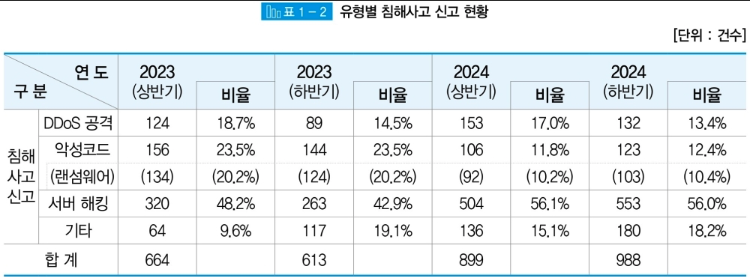 표 1-2 유형별 침해사고 신고 현황
[단위 : 건수]
구 분 연 도 2023 (상반기) 비율 2023 (하반기) 비율 2024 (상반기) 비율 2024 (하반기) 비율
침해 사고 신고
DDoS 공격 124 18.7% 89 14.5% 153 17.0% 132 13.4%
악성코드 156 23.5% 144 23.5% 106 11.8% 123 12.4%
(랜섬웨어) (134) (20.2%) (124) (20.2%) (92) (10.2%) (103) (10.4%)
서버 해킹 320 48.2% 263 42.9% 504 56.1% 553 56.0%
기타 64 9.6% 117 19.1% 136 15.1% 180 18.2%
합 계 664 613 899 988